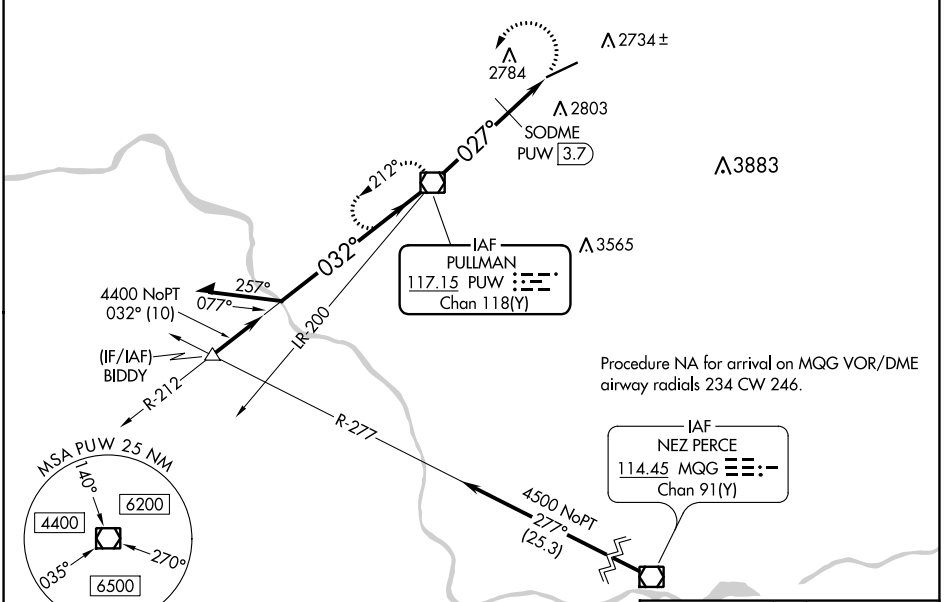 2734±
2784
2803
SODME
PUW 3.7
027°
3883
212°
032°
3565
IAF
PULLMAN
117.15 PUW
Chan 118(Y)
257°
077°
4400 NoPT
032° (10)
(IF/IAF)
BIDDY
LR-200
R-212
R-277
Procedure NA for arrival on MQG VOR/DME
airway radials 234 CW 246.
IAF
NEZ PERCE
114.45 MQG
Chan 91(Y)
4500 NoPT
277°
(25.3)
MSA PUW 25 NM
140°
6200
4400
270°
035°
6500